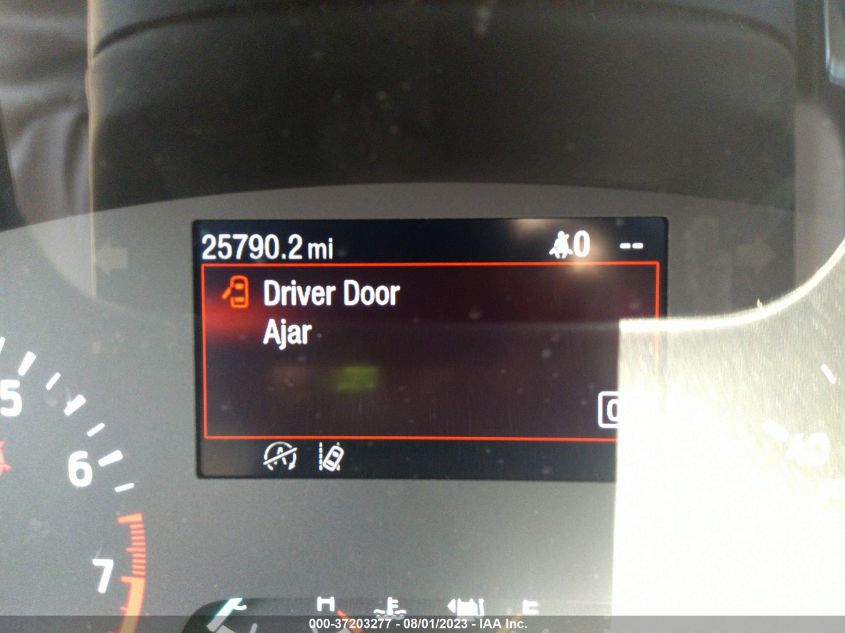 25790.2 mi 0 --
Driver Door
Ajar
5
6
7
H
000-37203277 - 08/01/2023 - IAA Inc.